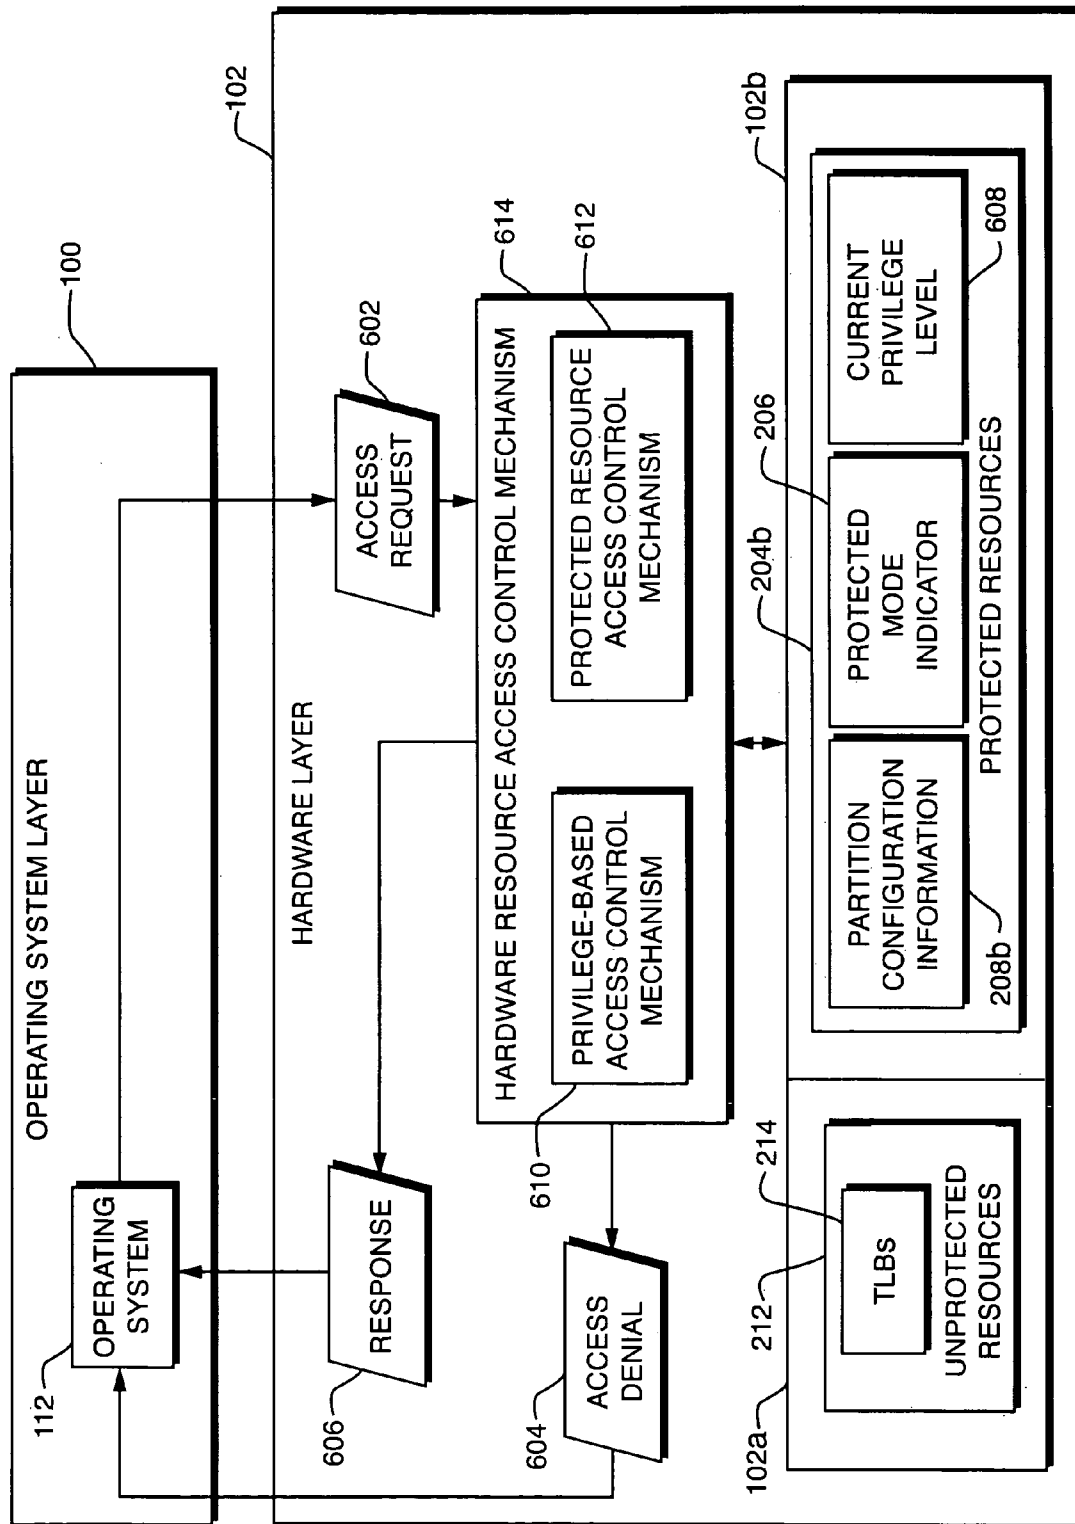 OPERATING SYSTEM LAYER
100
112
OPERATING
SYSTEM
102
HARDWARE LAYER
602
ACCESS
REQUEST
606
RESPONSE
614
HARDWARE RESOURCE ACCESS CONTROL MECHANISM
610
PRIVILEGE-BASED
ACCESS CONTROL
MECHANISM
612
PROTECTED RESOURCE
ACCESS CONTROL
MECHANISM
604
ACCESS
DENIAL
102a
212
214
TLBs
UNPROTECTED
RESOURCES
102b
204b
206
PARTITION
CONFIGURATION
INFORMATION
208b
PROTECTED
MODE
INDICATOR
CURRENT
PRIVILEGE
LEVEL
608
PROTECTED RESOURCES